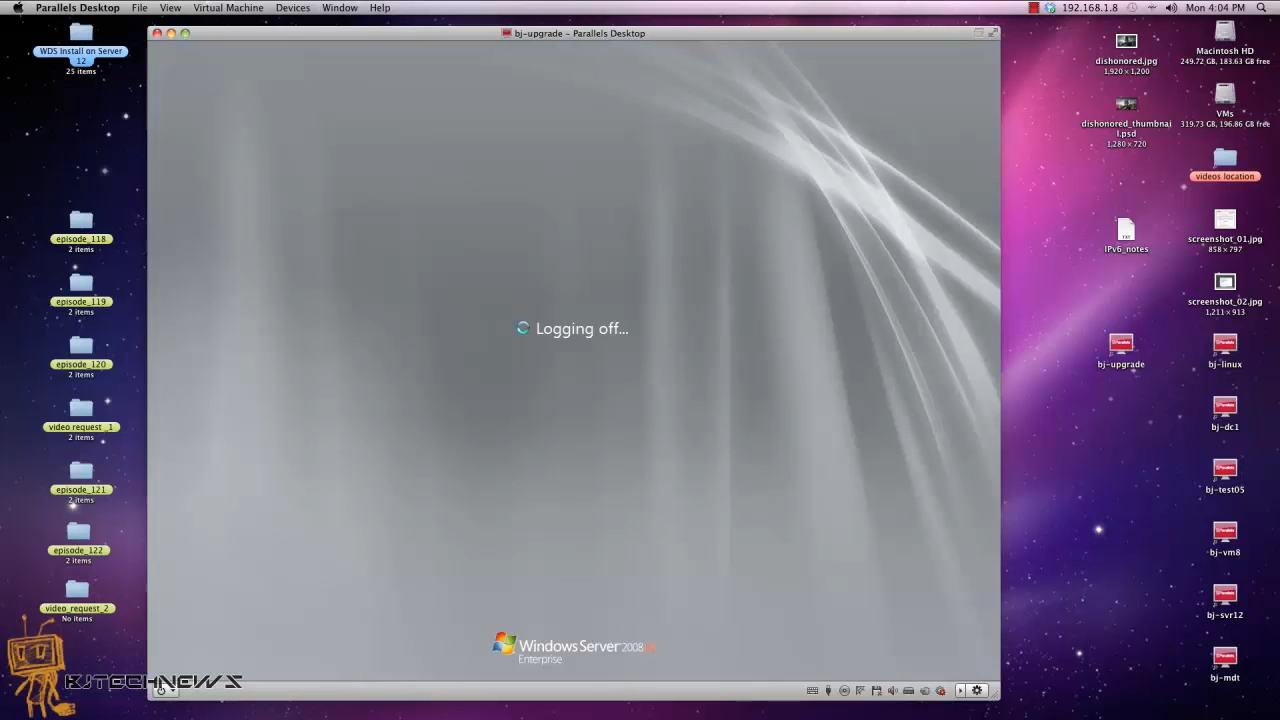 Parallels Desktop File View Virtual Machine Devices Window Help
192.168.1.8 Mon 4:04 PM
bj-upgrade – Parallels Desktop
WDS Install on Server
12
25 items
episode_118
2 items
episode_119
2 items
episode_120
2 items
video request _1
2 items
episode_121
2 items
episode_122
2 items
video_request_2
No items
BJTECHNEWS
Logging off...
Windows Server 2008 R2
Enterprise
dishonored.jpg
1,920 × 1,200
dishonored_thumbnai
l.psd
1,280 × 720
TXT
IPv6_notes
bj-upgrade
Macintosh HD
249.72 GB, 183.63 GB free
VMs
319.73 GB, 196.86 GB free
videos location
screenshot_01.jpg
858 × 797
screenshot_02.jpg
1,211 × 913
bj-linux
bj-dc1
bj-test05
bj-vm8
bj-svr12
bj-mdt